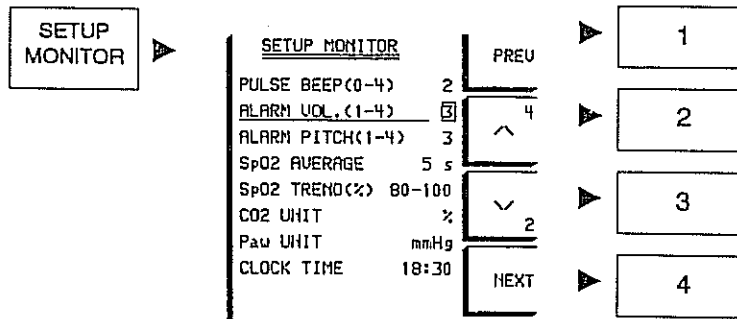 SETUP
MONITOR
SETUP MONITOR
PULSE BEEP(0-4) 2
ALARM VOL.(1-4) 3
ALARM PITCH(1-4) 3
SpO2 AVERAGE 5 s
SpO2 TREND(%) 80-100
CO2 UNIT %
Paw UNIT mmHg
CLOCK TIME 18:30
PREV
4
2
NEXT
1
2
3
4